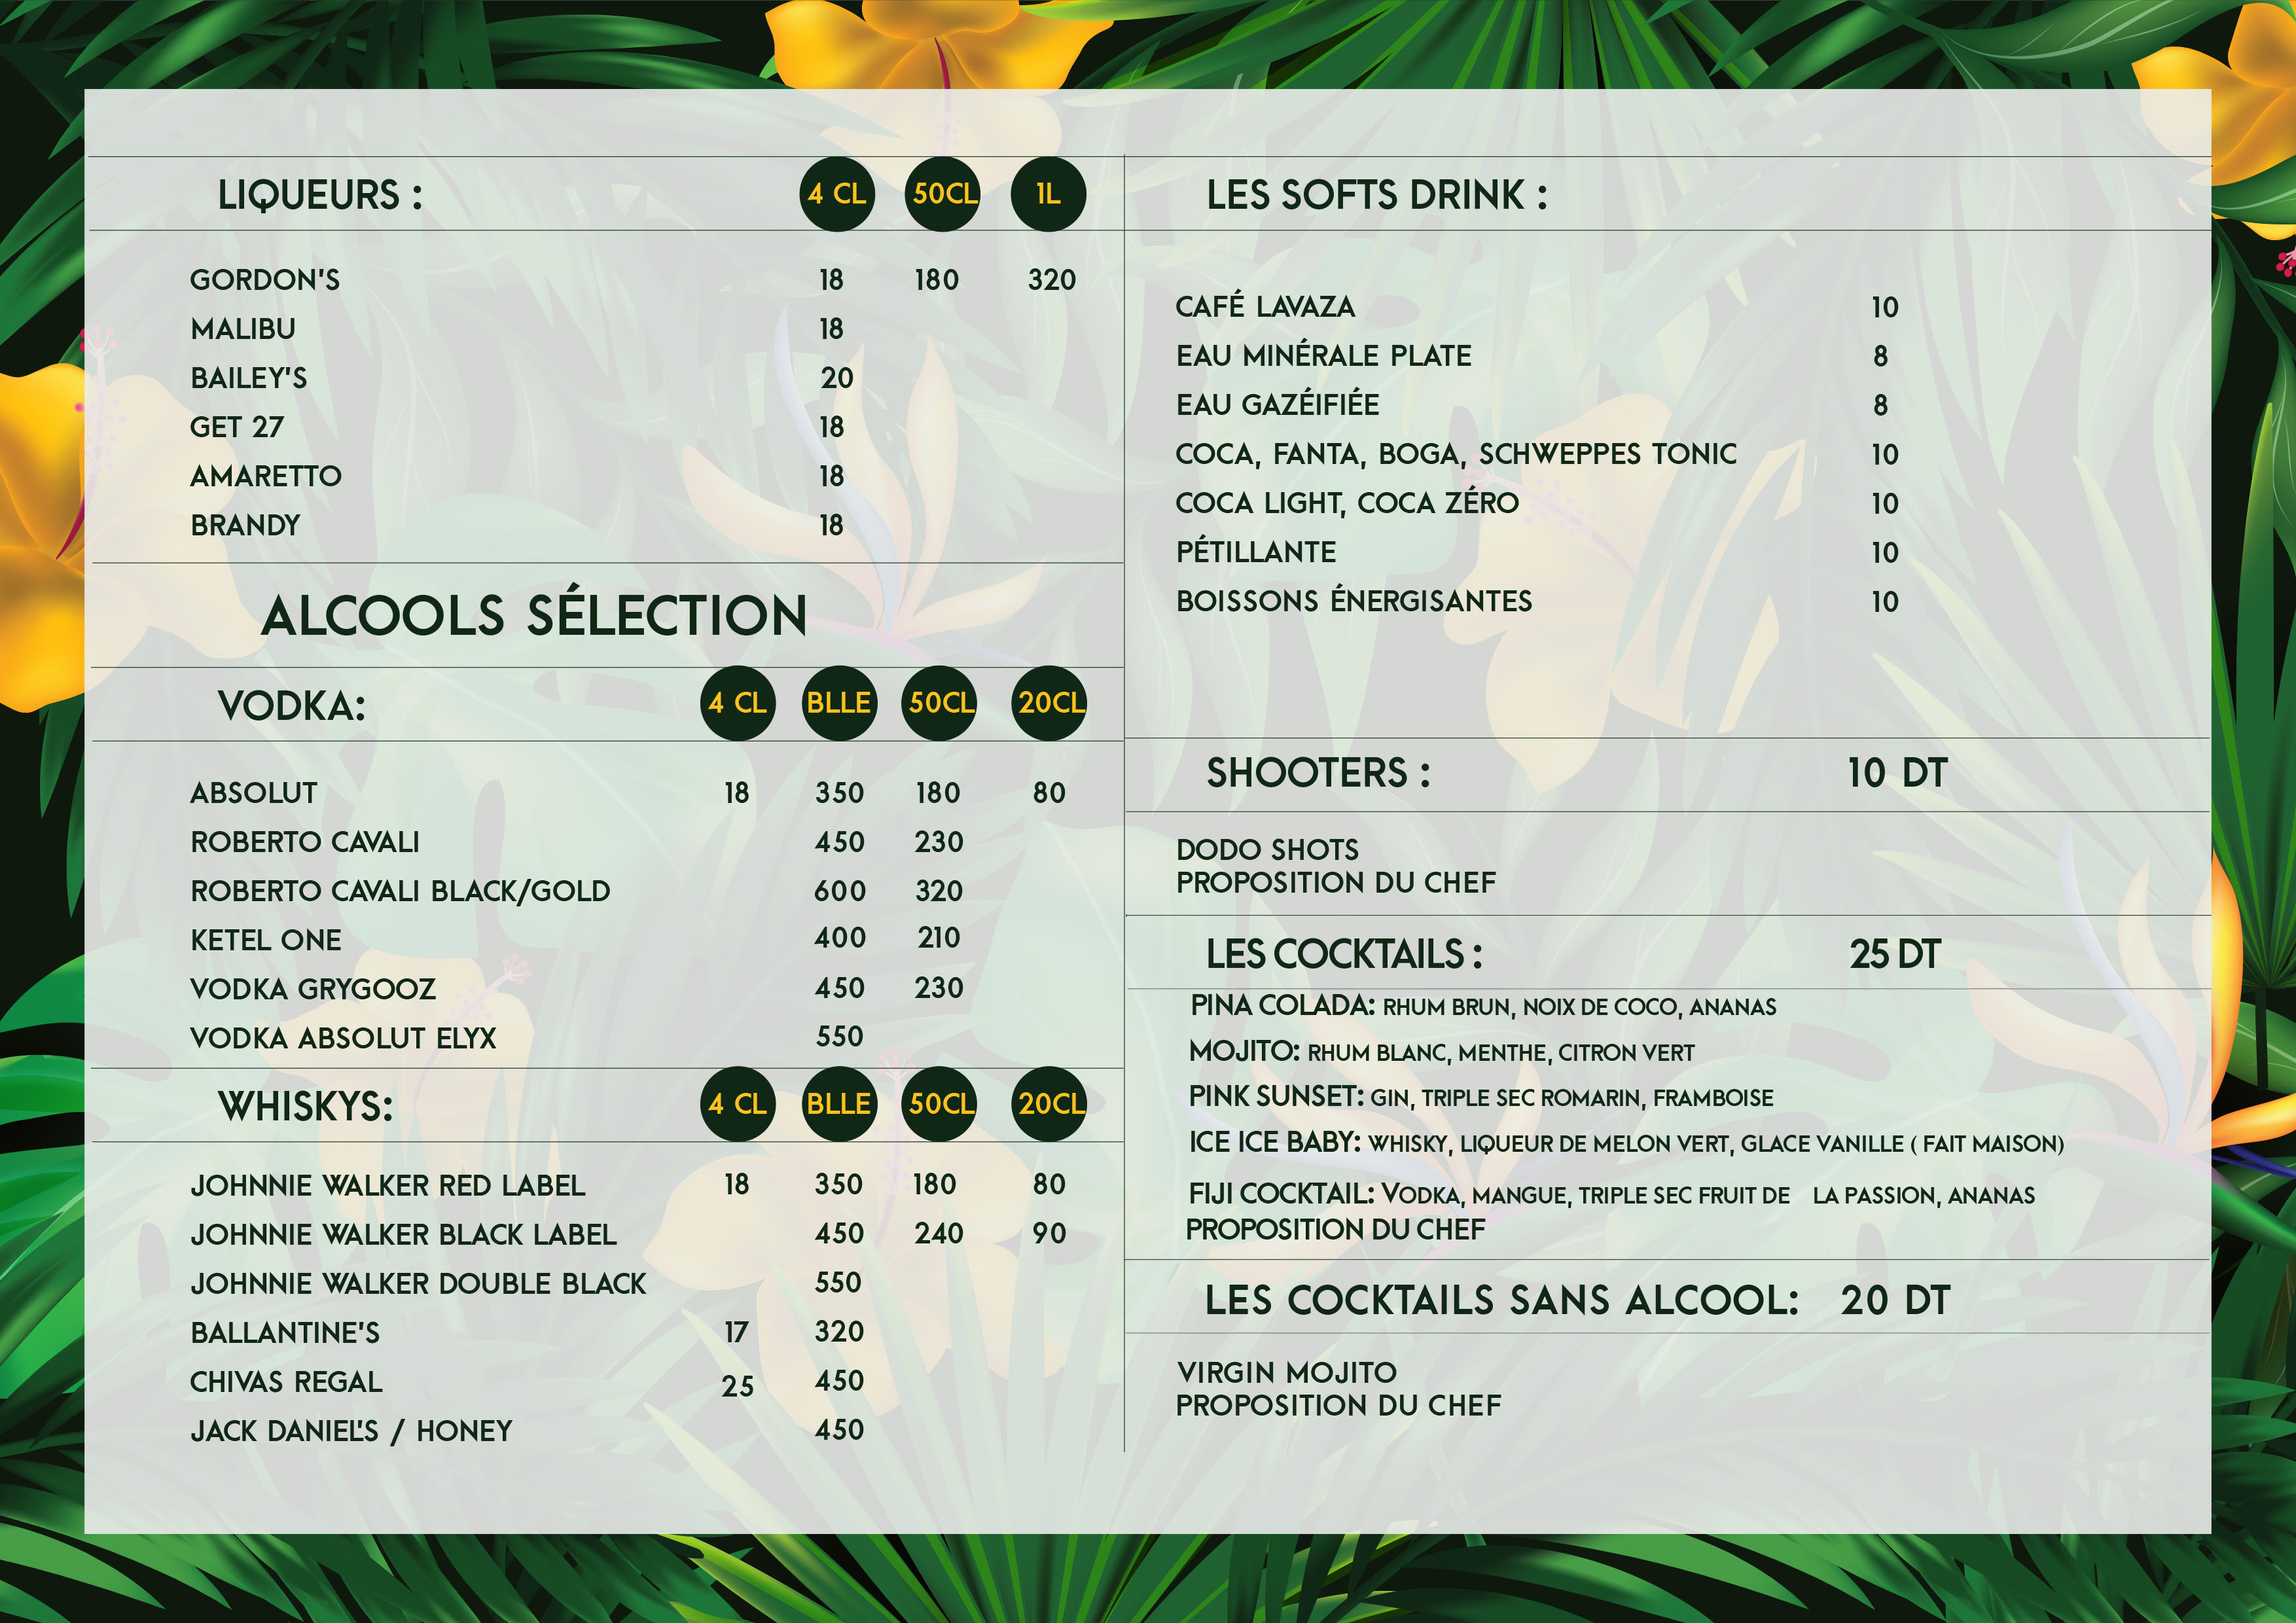 LIQUEURS : 4 CL 50CL 1L
GORDON'S 18 180 320
MALIBU 18
BAILEY'S 20
GET 27 18
AMARETTO 18
BRANDY 18
ALCOOLS SÉLECTION
VODKA: 4 CL BLLE 50CL 20CL
ABSOLUT 18 350 180 80
ROBERTO CAVALI 450 230
ROBERTO CAVALI BLACK/GOLD 600 320
KETEL ONE 400 210
VODKA GRYGOOZ 450 230
VODKA ABSOLUT ELYX 550
WHISKYS: 4 CL BLLE 50CL 20CL
JOHNNIE WALKER RED LABEL 18 350 180 80
JOHNNIE WALKER BLACK LABEL 450 240 90
JOHNNIE WALKER DOUBLE BLACK 550
BALLANTINE'S 17 320
CHIVAS REGAL 25 450
JACK DANIEL'S / HONEY 450
LES SOFTS DRINK :
CAFÉ LAVAZA 10
EAU MINÉRALE PLATE 8
EAU GAZÉIFIÉE 8
COCA, FANTA, BOGA, SCHWEPPES TONIC 10
COCA LIGHT, COCA ZÉRO 10
PÉTILLANTE 10
BOISSONS ÉNERGISANTES 10
SHOOTERS : 10 DT
DODO SHOTS
PROPOSITION DU CHEF
LES COCKTAILS : 25 DT
PINA COLADA: RHUM BRUN, NOIX DE COCO, ANANAS
MOJITO: RHUM BLANC, MENTHE, CITRON VERT
PINK SUNSET: GIN, TRIPLE SEC ROMARIN, FRAMBOISE
ICE ICE BABY: WHISKY, LIQUEUR DE MELON VERT, GLACE VANILLE ( FAIT MAISON)
FIJI COCKTAIL: VODKA, MANGUE, TRIPLE SEC FRUIT DE LA PASSION, ANANAS
PROPOSITION DU CHEF
LES COCKTAILS SANS ALCOOL: 20 DT
VIRGIN MOJITO
PROPOSITION DU CHEF